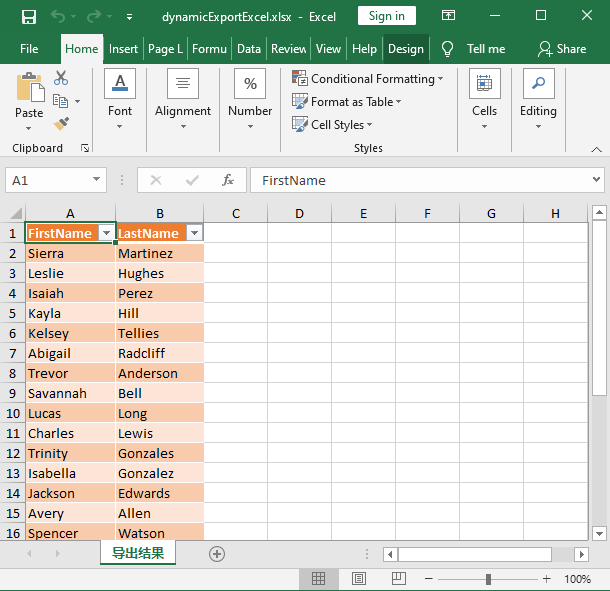 dynamicExportExcel.xlsx - Excel
Sign in
File Home Insert Page L Formu Data Review View Help Design Tell me Share
Paste
Clipboard
Font
Alignment
%
Number
Conditional Formatting
Format as Table
Cell Styles
Styles
Cells
Editing
A1
fx
FirstName
A B C D E F G H
1 FirstName LastName
2 Sierra Martinez
3 Leslie Hughes
4 Isaiah Perez
5 Kayla Hill
6 Kelsey Tellies
7 Abigail Radcliff
8 Trevor Anderson
9 Savannah Bell
10 Lucas Long
11 Charles Lewis
12 Trinity Gonzales
13 Isabella Gonzalez
14 Jackson Edwards
15 Avery Allen
16 Spencer Watson
导出结果
100%